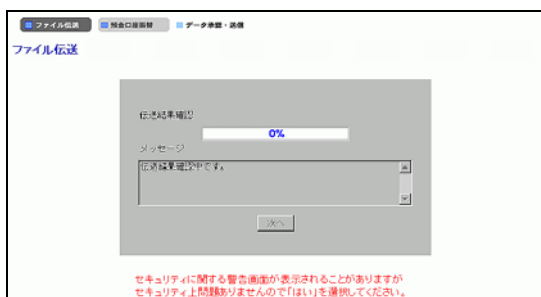 ファイル伝送 預金口座振替 データ承認・送信
ファイル伝送
伝送結果確認
0%
メッセージ
伝送結果確認中です。
次へ
セキュリティに関する警告画面が表示されることがありますが
セキュリティ上問題ありませんので「はい」を選択してください。